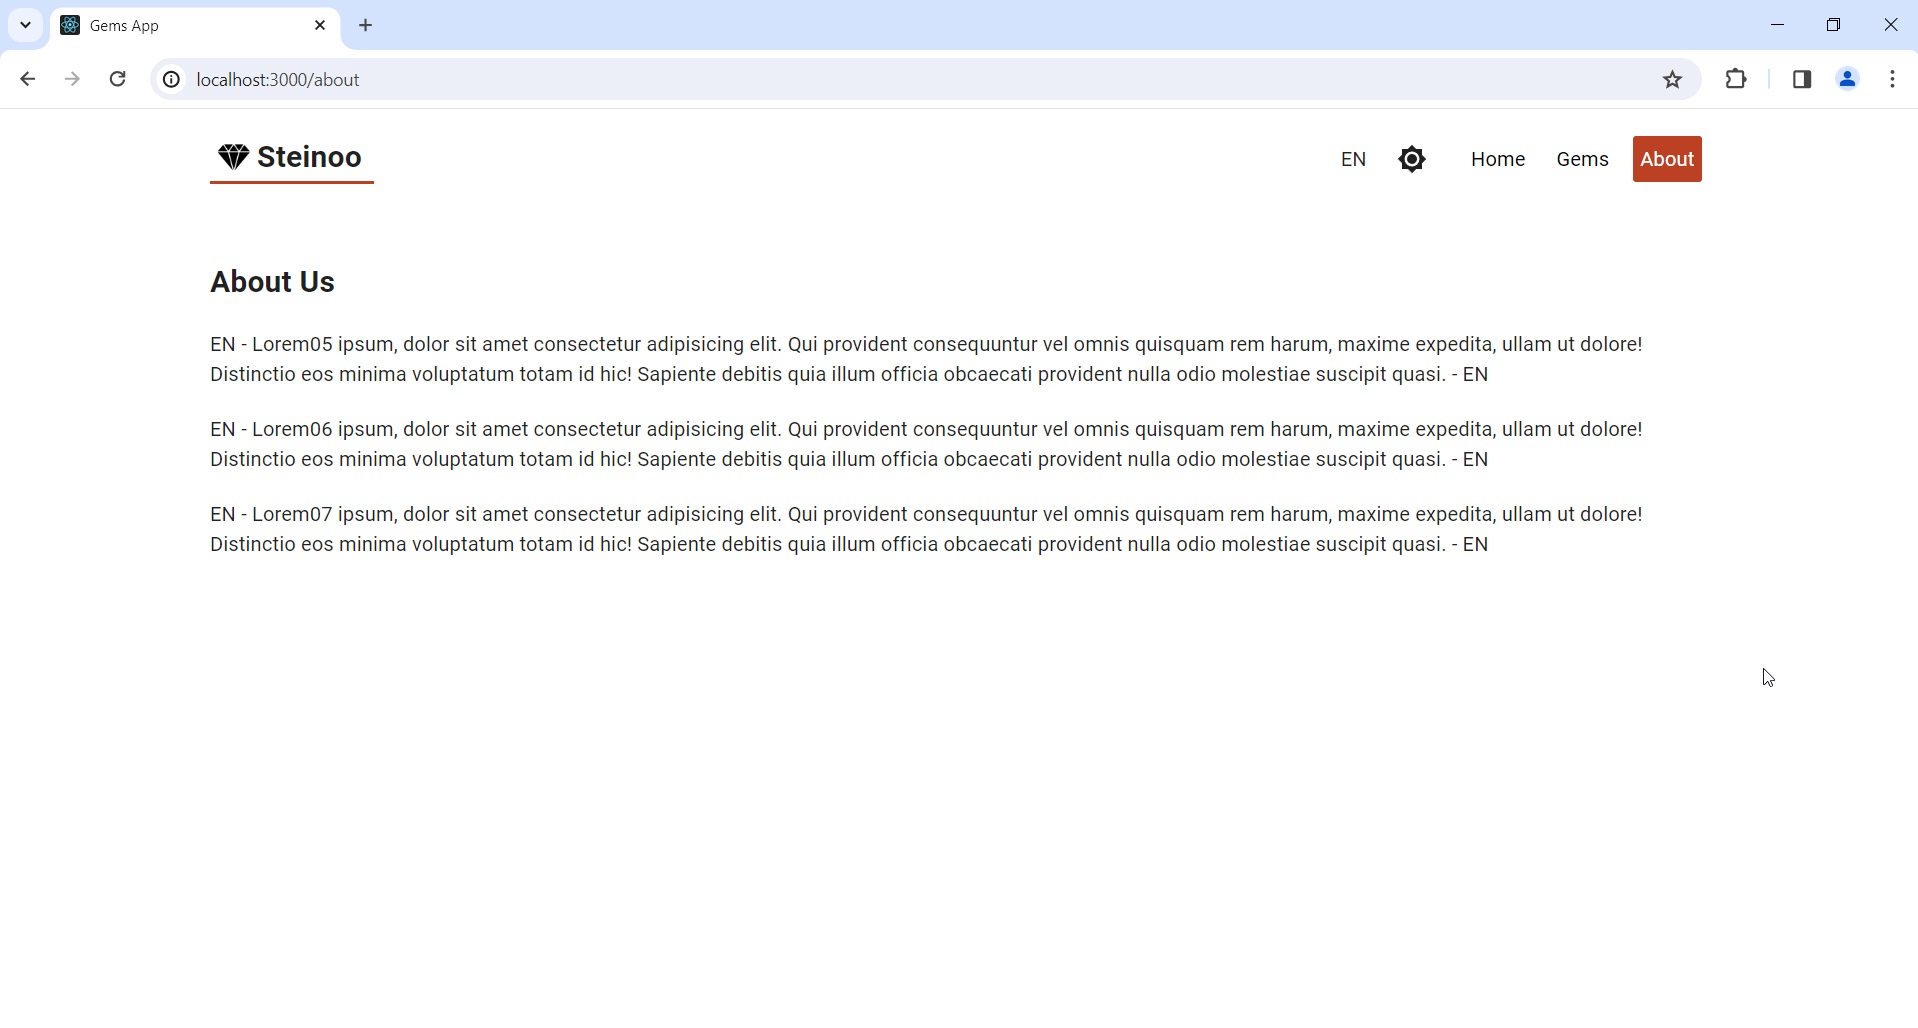 Gems App
localhost:3000/about
Steinoo
EN
Home
Gems
About
About Us
EN - Lorem05 ipsum, dolor sit amet consectetur adipisicing elit. Qui provident consequuntur vel omnis quisquam rem harum, maxime expedita, ullam ut dolore!
Distinctio eos minima voluptatum totam id hic! Sapiente debitis quia illum officia obcaecati provident nulla odio molestiae suscipit quasi. - EN
EN - Lorem06 ipsum, dolor sit amet consectetur adipisicing elit. Qui provident consequuntur vel omnis quisquam rem harum, maxime expedita, ullam ut dolore!
Distinctio eos minima voluptatum totam id hic! Sapiente debitis quia illum officia obcaecati provident nulla odio molestiae suscipit quasi. - EN
EN - Lorem07 ipsum, dolor sit amet consectetur adipisicing elit. Qui provident consequuntur vel omnis quisquam rem harum, maxime expedita, ullam ut dolore!
Distinctio eos minima voluptatum totam id hic! Sapiente debitis quia illum officia obcaecati provident nulla odio molestiae suscipit quasi. - EN